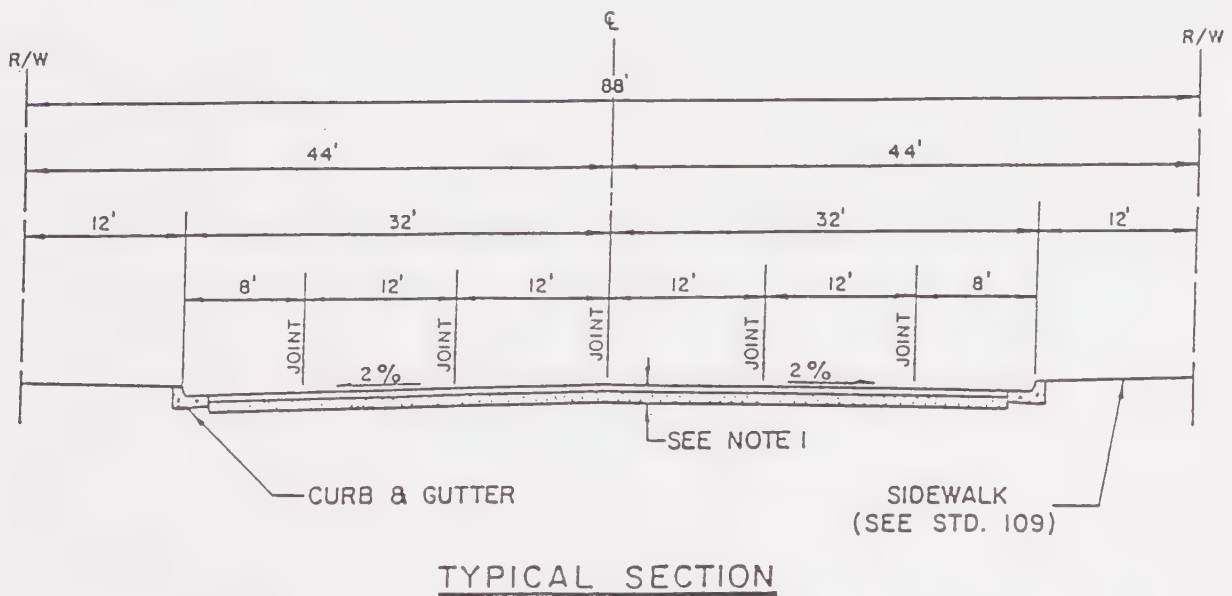 ℄
R/W
R/W
88'
44'
44'
12'
32'
32'
12'
8'
12'
12'
12'
12'
8'
JOINT
JOINT
JOINT
JOINT
JOINT
2%
2%
SEE NOTE 1
CURB & GUTTER
SIDEWALK
(SEE STD. 109)
TYPICAL SECTION